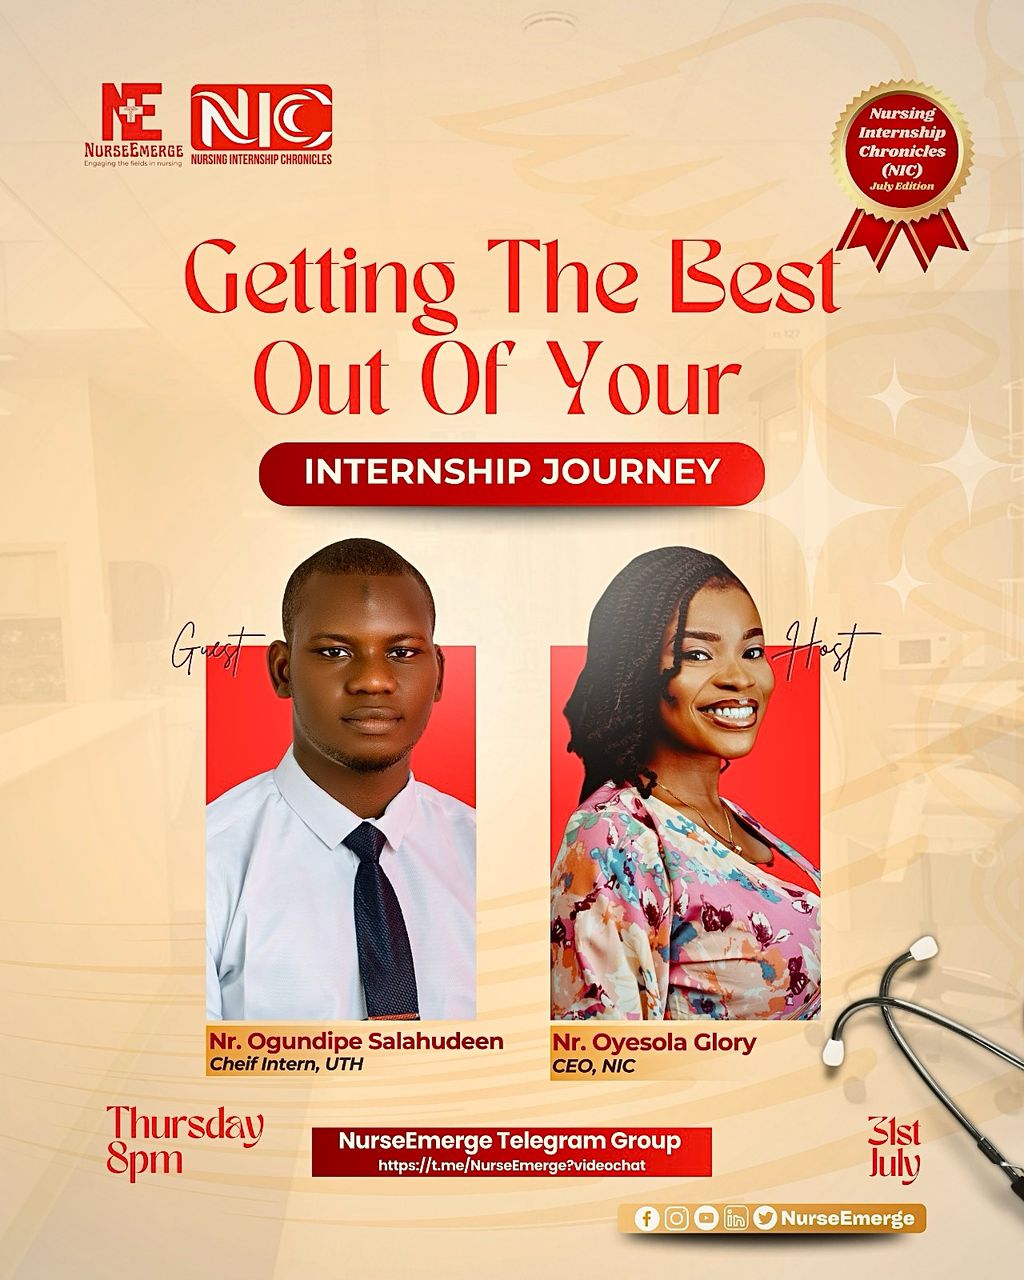 NE
NURSEEMERGE
Engaging the fields in nursing
NIC
NURSING INTERNSHIP CHRONICLES
Nursing
Internship
Chronicles
(NIC)
July Edition
Getting The Best
Out Of Your
INTERNSHIP JOURNEY
n 127
Guest
Host
Nr. Ogundipe Salahudeen
Cheif Intern, UTH
Nr. Oyesola Glory
CEO, NIC
Thursday
8pm
NurseEmerge Telegram Group
https://t.me/NurseEmerge?videochat
31st
July
NurseEmerge